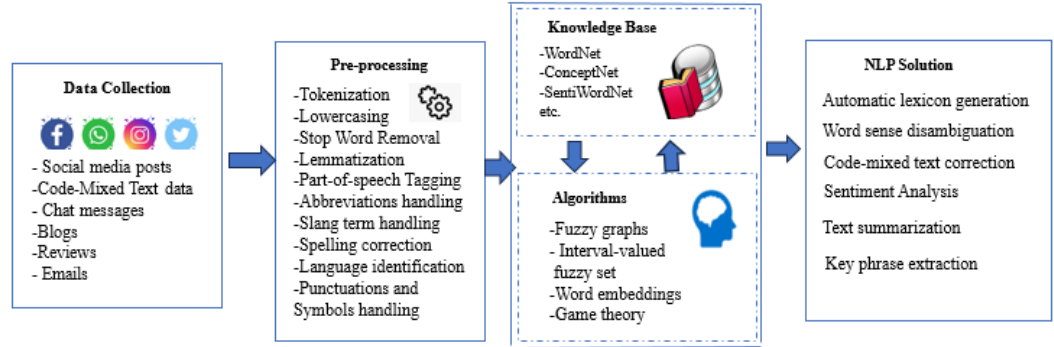 Data Collection
- Social media posts
-Code-Mixed Text data
- Chat messages
-Blogs
-Reviews
- Emails
Pre-processing
-Tokenization
-Lowercasing
-Stop Word Removal
-Lemmatization
-Part-of-speech Tagging
-Abbreviations handling
-Slang term handling
-Spelling correction
-Language identification
-Punctuations and
Symbols handling
Knowledge Base
-WordNet
-ConceptNet
-SentiWordNet
etc.
Algorithms
-Fuzzy graphs
- Interval-valued
fuzzy set
-Word embeddings
-Game theory
NLP Solution
Automatic lexicon generation
Word sense disambiguation
Code-mixed text correction
Sentiment Analysis
Text summarization
Key phrase extraction